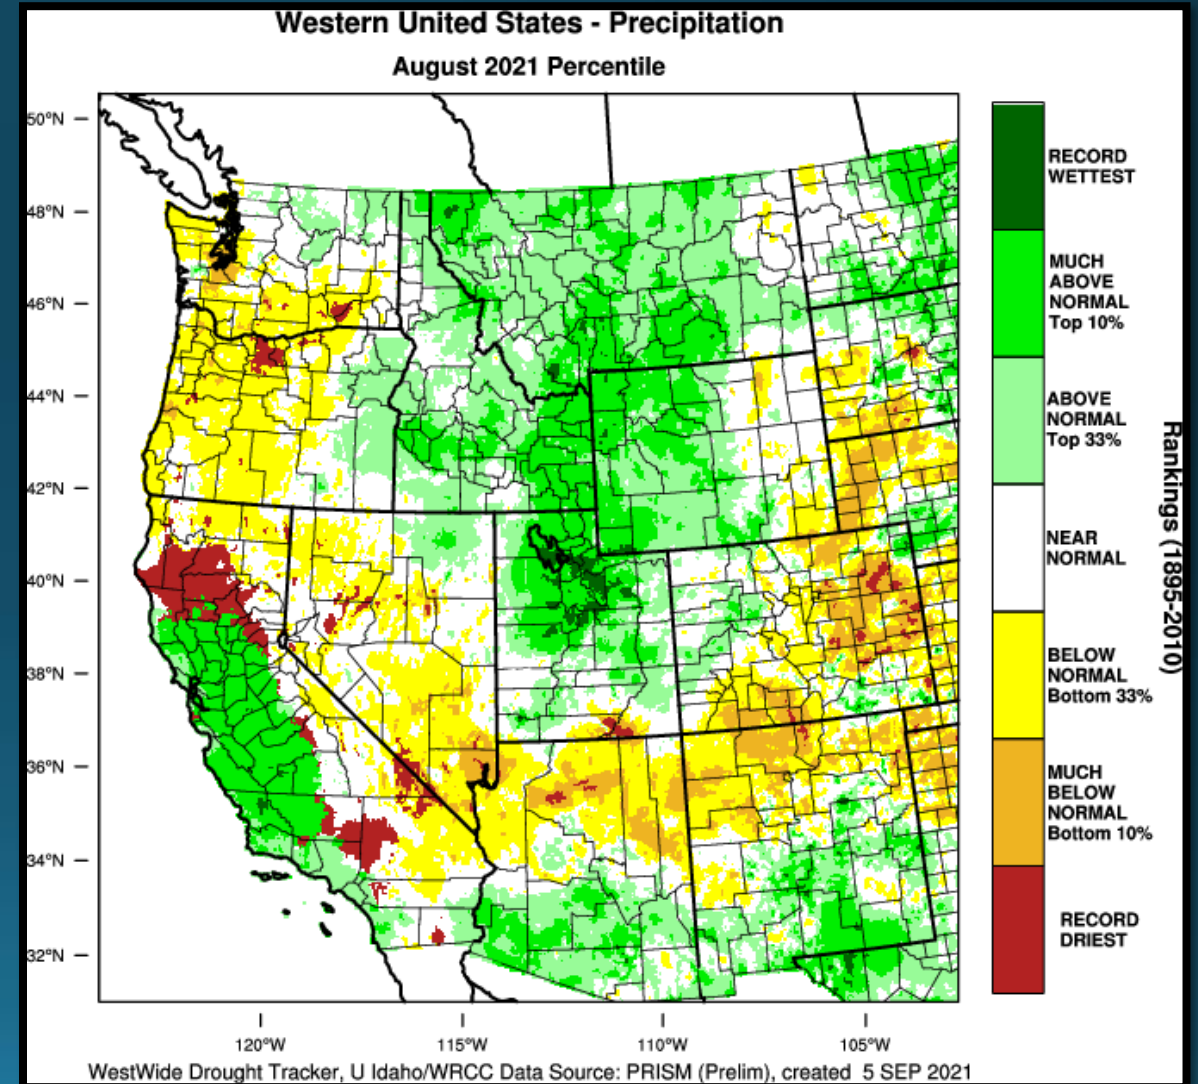 Western United States - Precipitation
August 2021 Percentile
50°N
48°N
46°N
44°N
42°N
40°N
38°N
36°N
34°N
32°N
120°W
115°W
110°W
105°W
RECORD
WETTEST
MUCH
ABOVE
NORMAL
Top 10%
ABOVE
NORMAL
Top 33%
NEAR
NORMAL
BELOW
NORMAL
Bottom 33%
MUCH
BELOW
NORMAL
Bottom 10%
RECORD
DRIEST
Rankings (1895-2010)
WestWide Drought Tracker, U Idaho/WRCC Data Source: PRISM (Prelim), created 5 SEP 2021